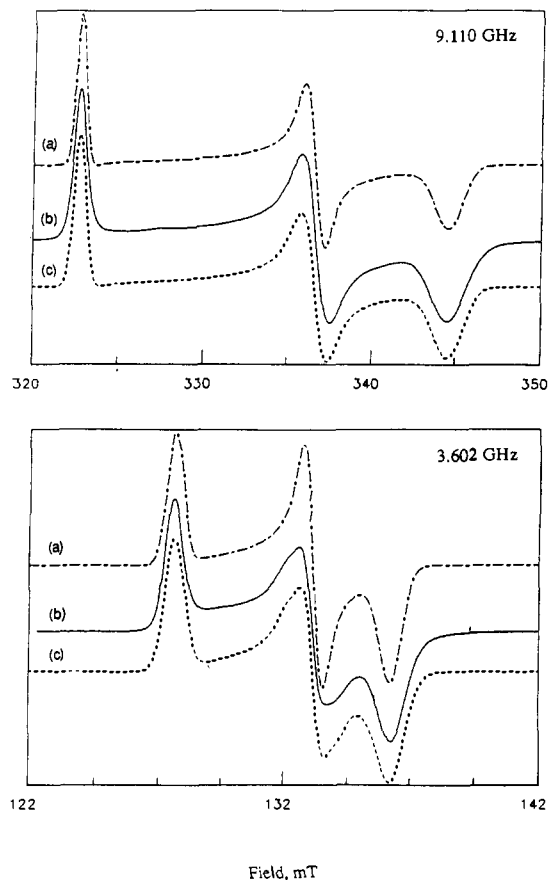 9.110 GHz
(a)
(b)
(c)
320 330 340 350
3.602 GHz
(a)
(b)
(c)
122 132 142
Field, mT